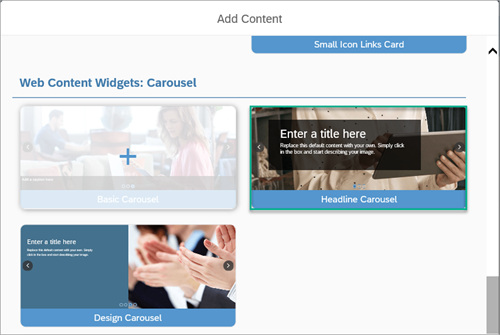 Add Content
Small Icon Links Card
Web Content Widgets: Carousel
Basic Carousel
Enter a title here
Replace this default content with your own. Simply click
in the box and start describing your image.
Headline Carousel
Enter a title here
Replace this default content with your own. Simply
click in the box and start describing your image.
Design Carousel